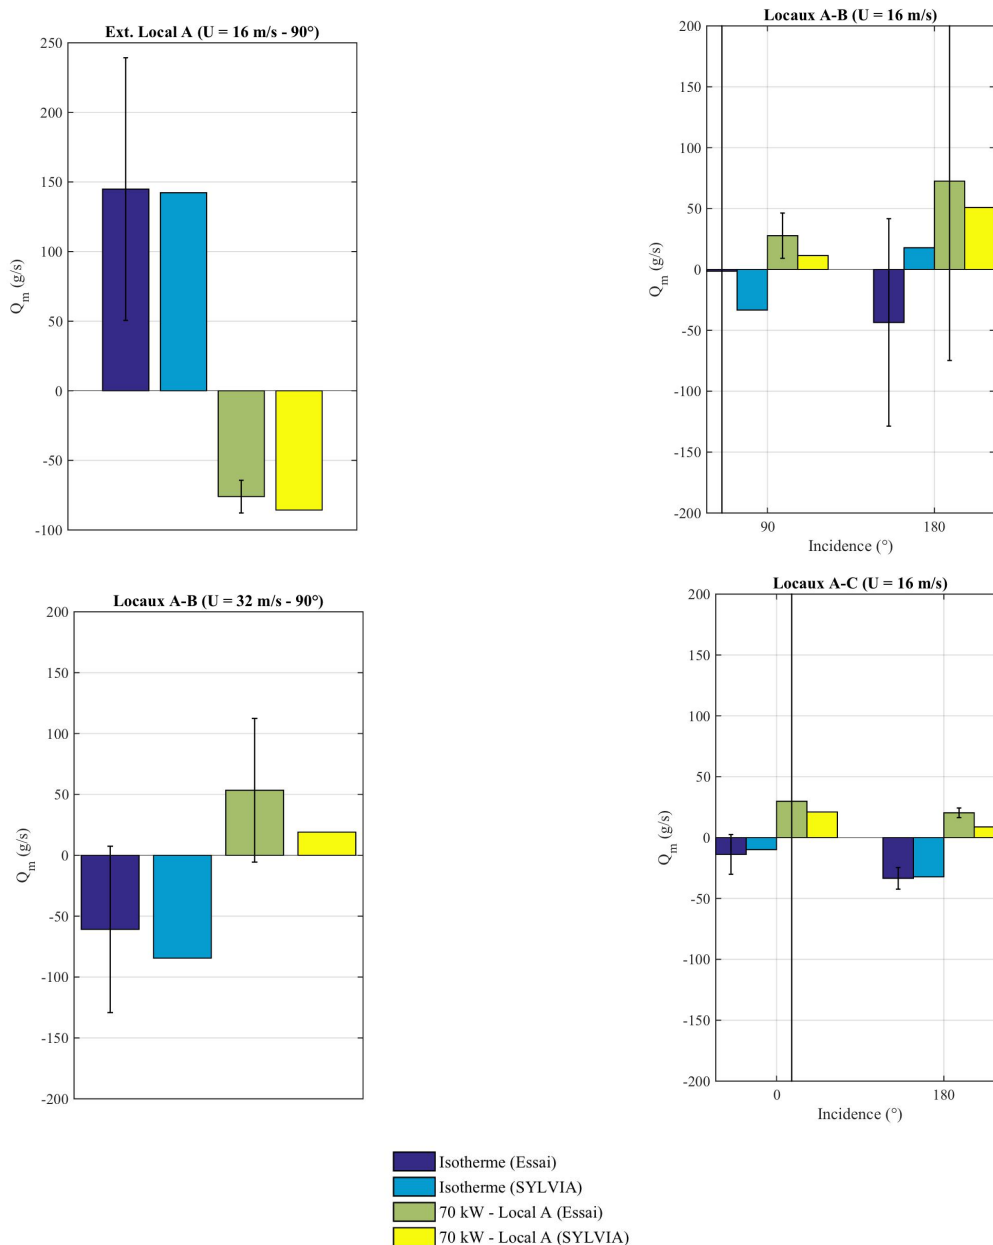 Ext. Local A (U = 16 m/s - 90°)
250
200
150
100
50
0
-50
-100
Q_m (g/s)
Locaux A-B (U = 16 m/s)
200
150
100
50
0
-50
-100
-150
-200
Q_m (g/s)
90
180
Incidence (°)
Locaux A-B (U = 32 m/s - 90°)
200
150
100
50
0
-50
-100
-150
-200
Q_m (g/s)
Locaux A-C (U = 16 m/s)
200
150
100
50
0
-50
-100
-150
-200
Q_m (g/s)
0
180
Incidence (°)
Isotherme (Essai)
Isotherme (SYLVIA)
70 kW - Local A (Essai)
70 kW - Local A (SYLVIA)